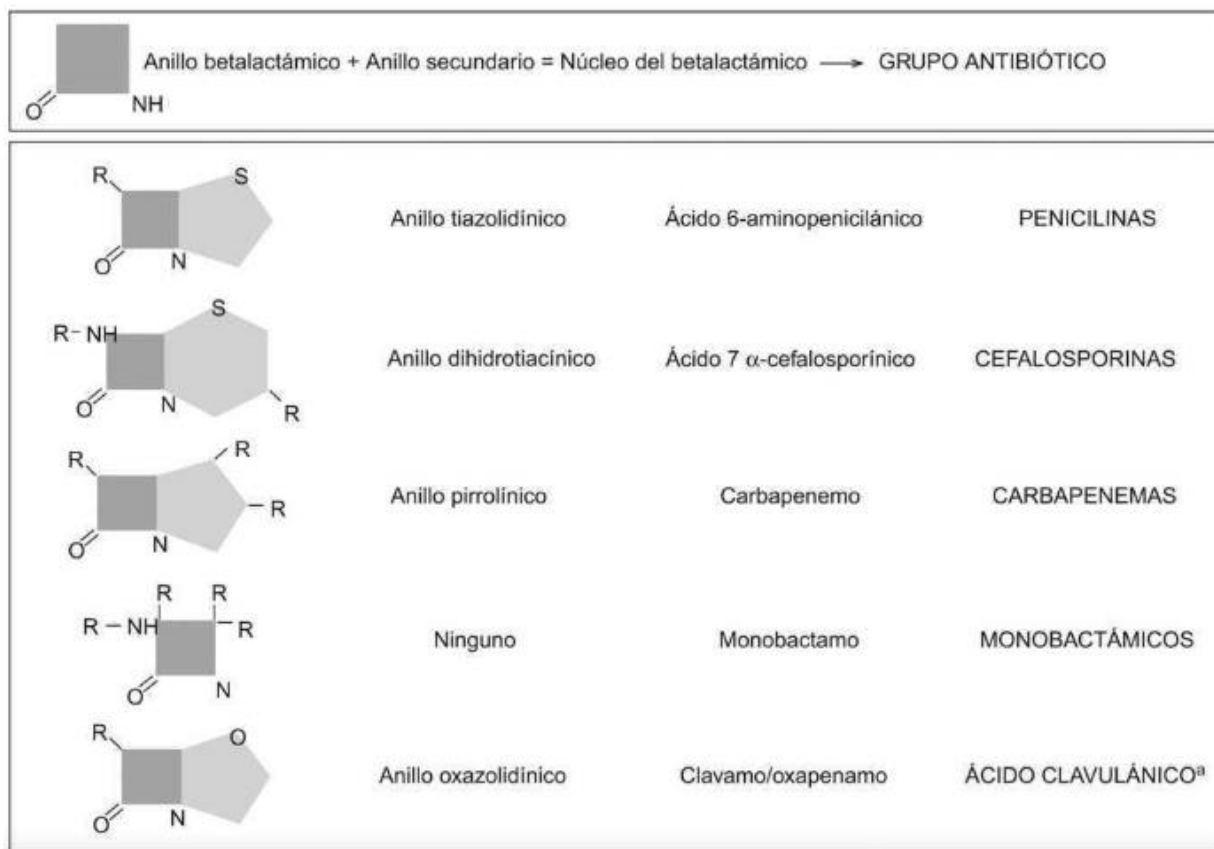 Anillo betalactámico + Anillo secundario = Núcleo del betalactámico → GRUPO ANTIBIÓTICO
O
NH
R
S
O
N
Anillo tiazolidínico Ácido 6-aminopenicilánico PENICILINAS
S
R- NH
O
N
R
Anillo dihidrotiacínico Ácido 7 α-cefalosporínico CEFALOSPORINAS
R
R
R
O
N
Anillo pirrolínico Carbapenemo CARBAPENEMAS
R R
R - NH
R
O
N
Ninguno Monobactamo MONOBACTÁMICOS
R
O
O
N
Anillo oxazolidínico Clavamo/oxapenamo ÁCIDO CLAVULÁNICOª